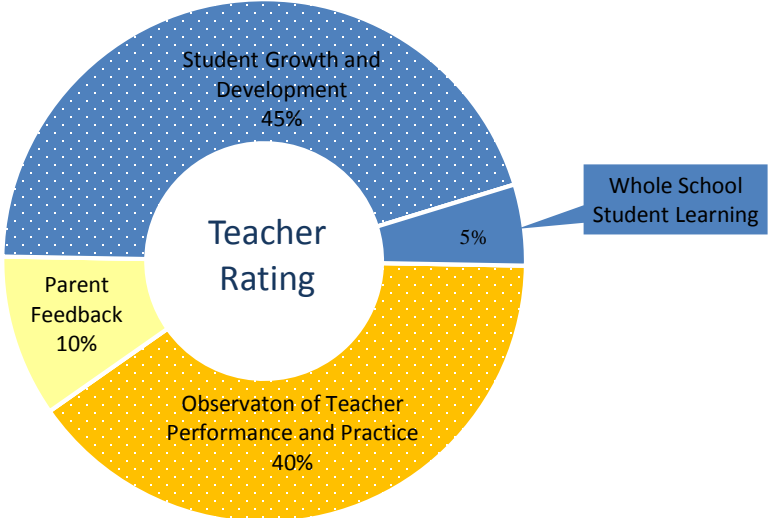 Student Growth and
Development
45%
Whole School
Student Learning
5%
Teacher
Rating
Parent
Feedback
10%
Observaton of Teacher
Performance and Practice
40%